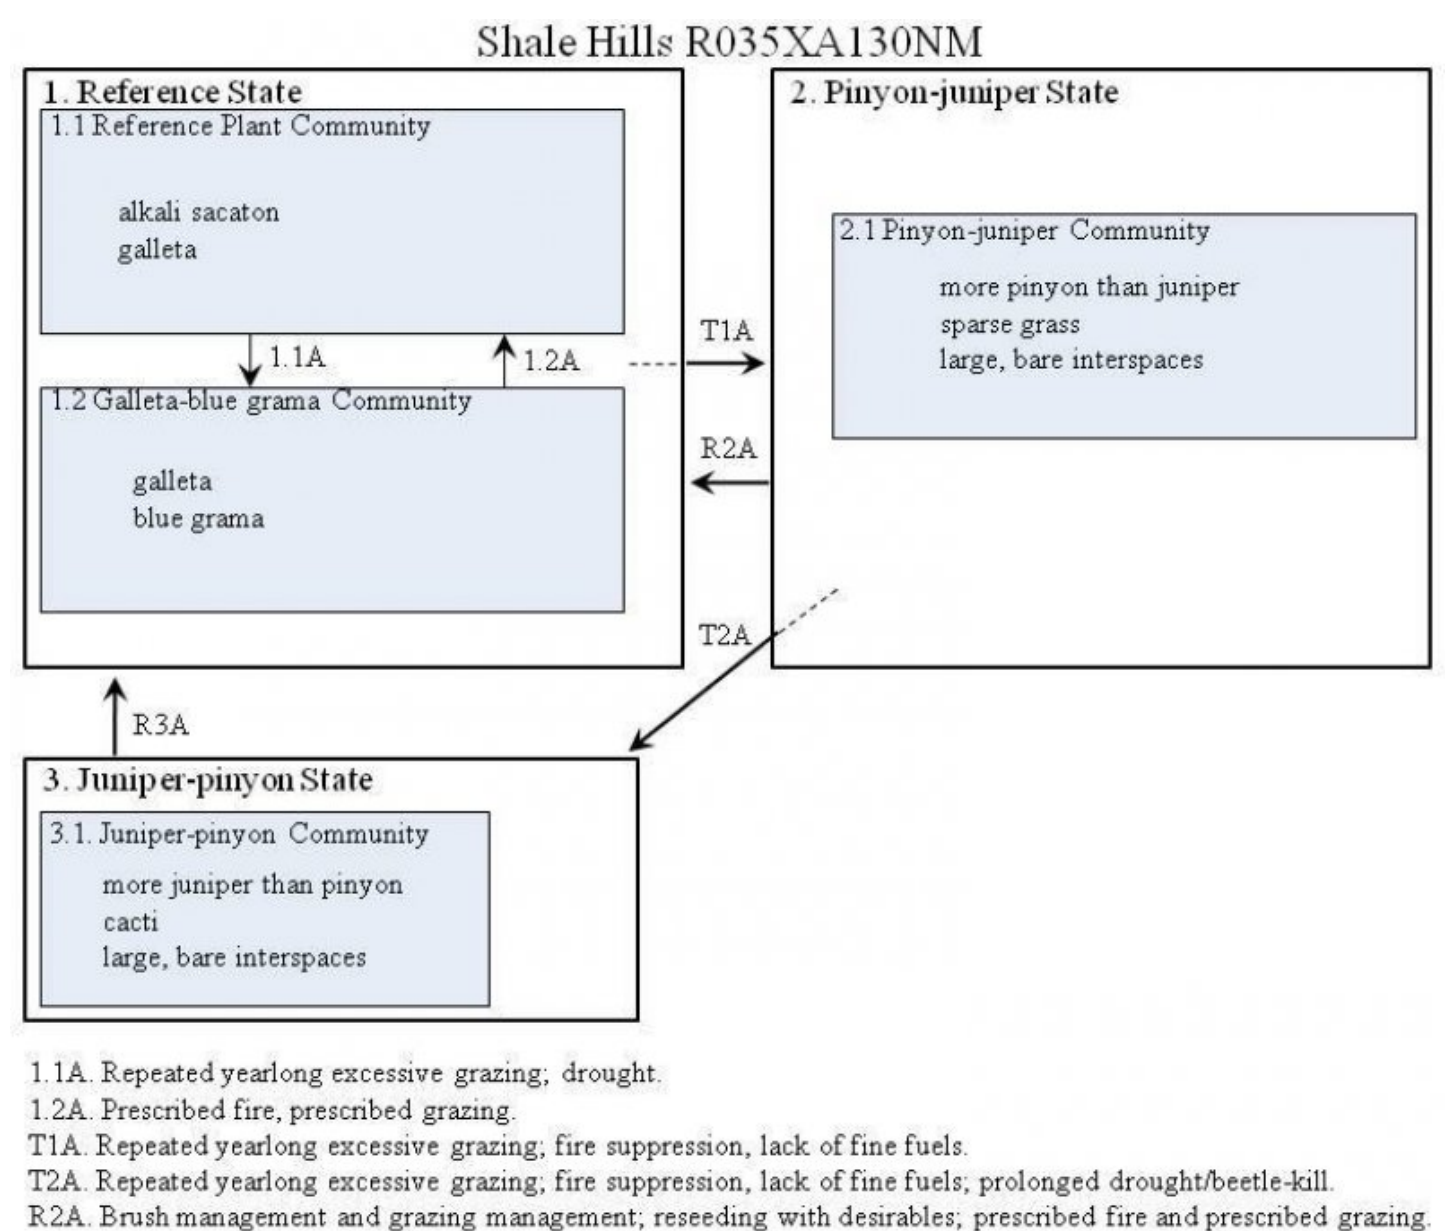 Shale Hills R035XA130NM
1. Reference State
1.1 Reference Plant Community
alkali sacaton
galleta
1.1A
1.2A
1.2 Galleta-blue grama Community
galleta
blue grama
T1A
R2A
T2A
2. Pinyon-juniper State
2.1 Pinyon-juniper Community
more pinyon than juniper
sparse grass
large, bare interspaces
R3A
3. Juniper-pinyon State
3.1. Juniper-pinyon Community
more juniper than pinyon
cacti
large, bare interspaces
1.1A. Repeated yearlong excessive grazing; drought.
1.2A. Prescribed fire, prescribed grazing.
T1A. Repeated yearlong excessive grazing; fire suppression, lack of fine fuels.
T2A. Repeated yearlong excessive grazing; fire suppression, lack of fine fuels; prolonged drought/beetle-kill.
R2A. Brush management and grazing management; reseeding with desirables; prescribed fire and prescribed grazing